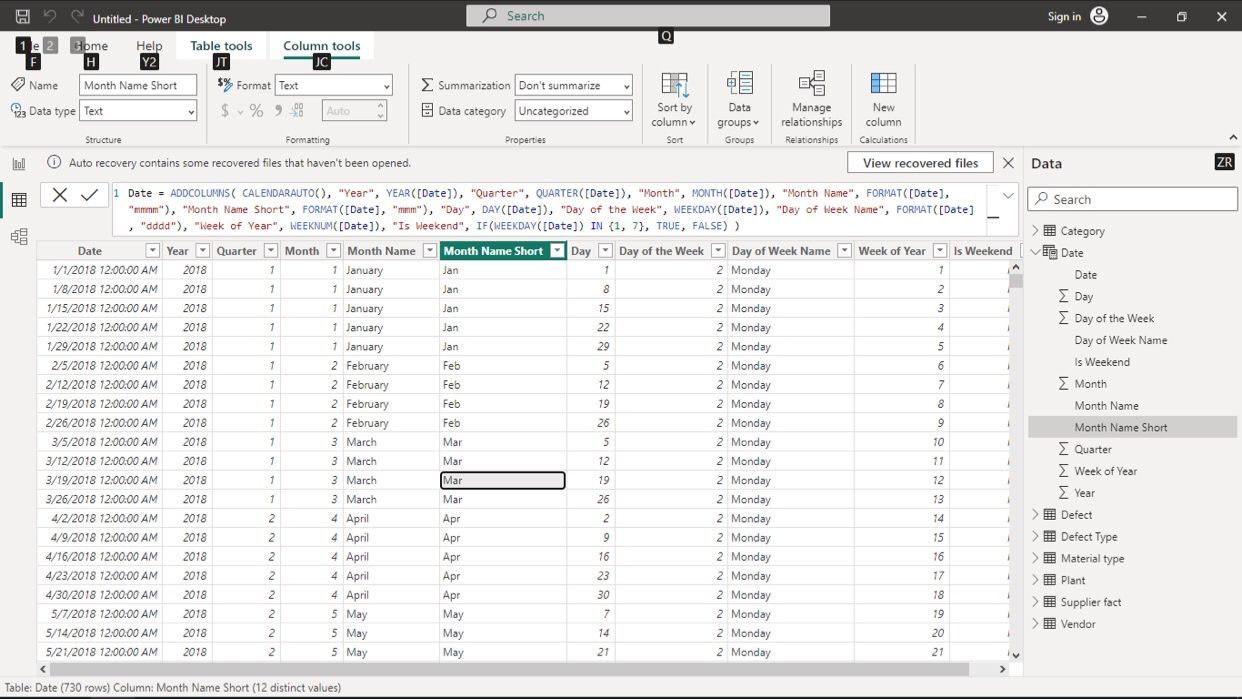 Untitled - Power BI Desktop
Search
Sign in
1 2 3 Home Help Table tools Column tools
F H Y2 JT JC Q
Name Month Name Short
Data type Text
Structure
$% Format Text
$ % Auto
Formatting
Summarization Don't summarize
Data category Uncategorized
Properties
Sort by
column
Sort
Data
groups
Groups
Manage
relationships
Relationships
New
column
Calculations
Auto recovery contains some recovered files that haven't been opened.
View recovered files
1 Date = ADDCOLUMNS( CALENDARAUTO(), "Year", YEAR([Date]), "Quarter", QUARTER([Date]), "Month", MONTH([Date]), "Month Name", FORMAT([Date],
"mmmm"), "Month Name Short", FORMAT([Date], "mmm"), "Day", DAY([Date]), "Day of the Week", WEEKDAY([Date]), "Day of Week Name", FORMAT([Date]
, "dddd"), "Week of Year", WEEKNUM([Date]), "Is Weekend", IF(WEEKDAY([Date]) IN {1, 7}, TRUE, FALSE) )
Date Year Quarter Month Month Name Month Name Short Day Day of the Week Day of Week Name Week of Year Is Weekend
1/1/2018 12:00:00 AM 2018 1 1 January Jan 1 2 Monday 1
1/8/2018 12:00:00 AM 2018 1 1 January Jan 8 2 Monday 2
1/15/2018 12:00:00 AM 2018 1 1 January Jan 15 2 Monday 3
1/22/2018 12:00:00 AM 2018 1 1 January Jan 22 2 Monday 4
1/29/2018 12:00:00 AM 2018 1 1 January Jan 29 2 Monday 5
2/5/2018 12:00:00 AM 2018 1 2 February Feb 5 2 Monday 6
2/12/2018 12:00:00 AM 2018 1 2 February Feb 12 2 Monday 7
2/19/2018 12:00:00 AM 2018 1 2 February Feb 19 2 Monday 8
2/26/2018 12:00:00 AM 2018 1 2 February Feb 26 2 Monday 9
3/5/2018 12:00:00 AM 2018 1 3 March Mar 5 2 Monday 10
3/12/2018 12:00:00 AM 2018 1 3 March Mar 12 2 Monday 11
3/19/2018 12:00:00 AM 2018 1 3 March Mar 19 2 Monday 12
3/26/2018 12:00:00 AM 2018 1 3 March Mar 26 2 Monday 13
4/2/2018 12:00:00 AM 2018 2 4 April Apr 2 2 Monday 14
4/9/2018 12:00:00 AM 2018 2 4 April Apr 9 2 Monday 15
4/16/2018 12:00:00 AM 2018 2 4 April Apr 16 2 Monday 16
4/23/2018 12:00:00 AM 2018 2 4 April Apr 23 2 Monday 17
4/30/2018 12:00:00 AM 2018 2 4 April Apr 30 2 Monday 18
5/7/2018 12:00:00 AM 2018 2 5 May May 7 2 Monday 19
5/14/2018 12:00:00 AM 2018 2 5 May May 14 2 Monday 20
5/21/2018 12:00:00 AM 2018 2 5 May May 21 2 Monday 21
Data ZR
Search
Category
Date
Date
Day
Day of the Week
Day of Week Name
Is Weekend
Month
Month Name
Month Name Short
Quarter
Week of Year
Year
Defect
Defect Type
Material type
Plant
Supplier fact
Vendor
Table: Date (730 rows) Column: Month Name Short (12 distinct values)